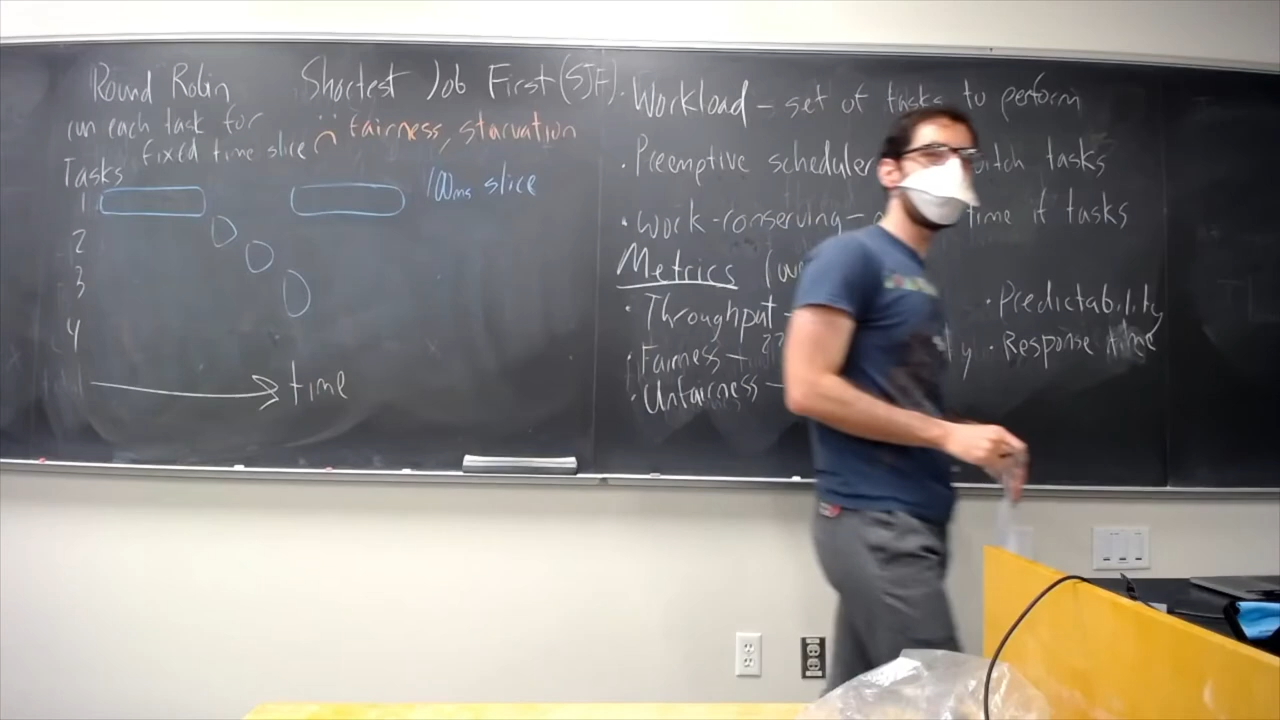 Round Robin
run each task for
fixed time slice
Tasks
1
2
3
4
time
Shortest Job First (SJF)
:( fairness, starvation
100ms slice
· Workload - set of tasks to perform
· Preemptive scheduler tasks
· Work-conserving- time if tasks
Metrics
· Throughput -
· Fairness - ??
· Unfairness -
· Predictability
· Response time